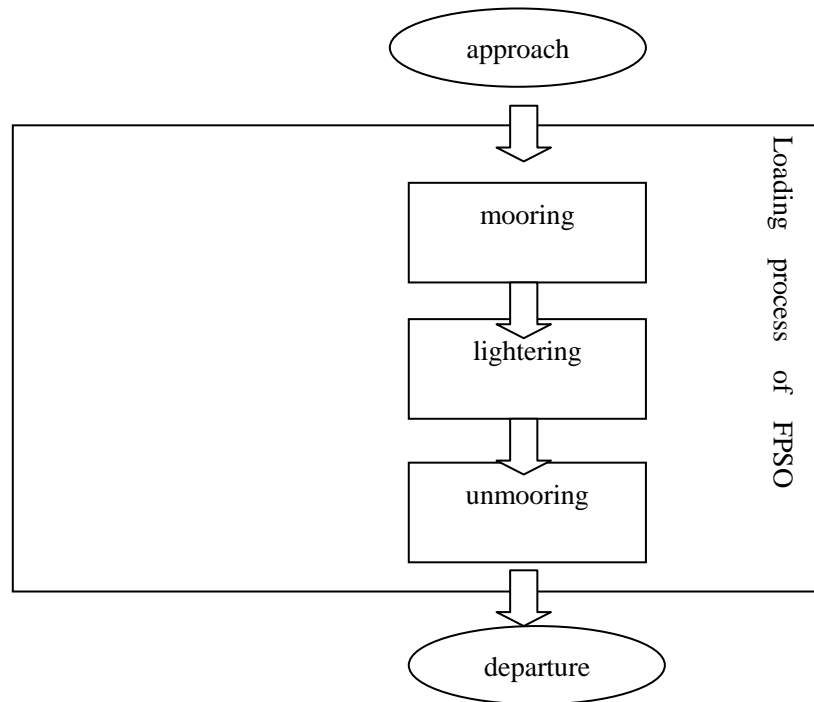 approach
Loading process of FPSO
mooring
lightering
unmooring
departure